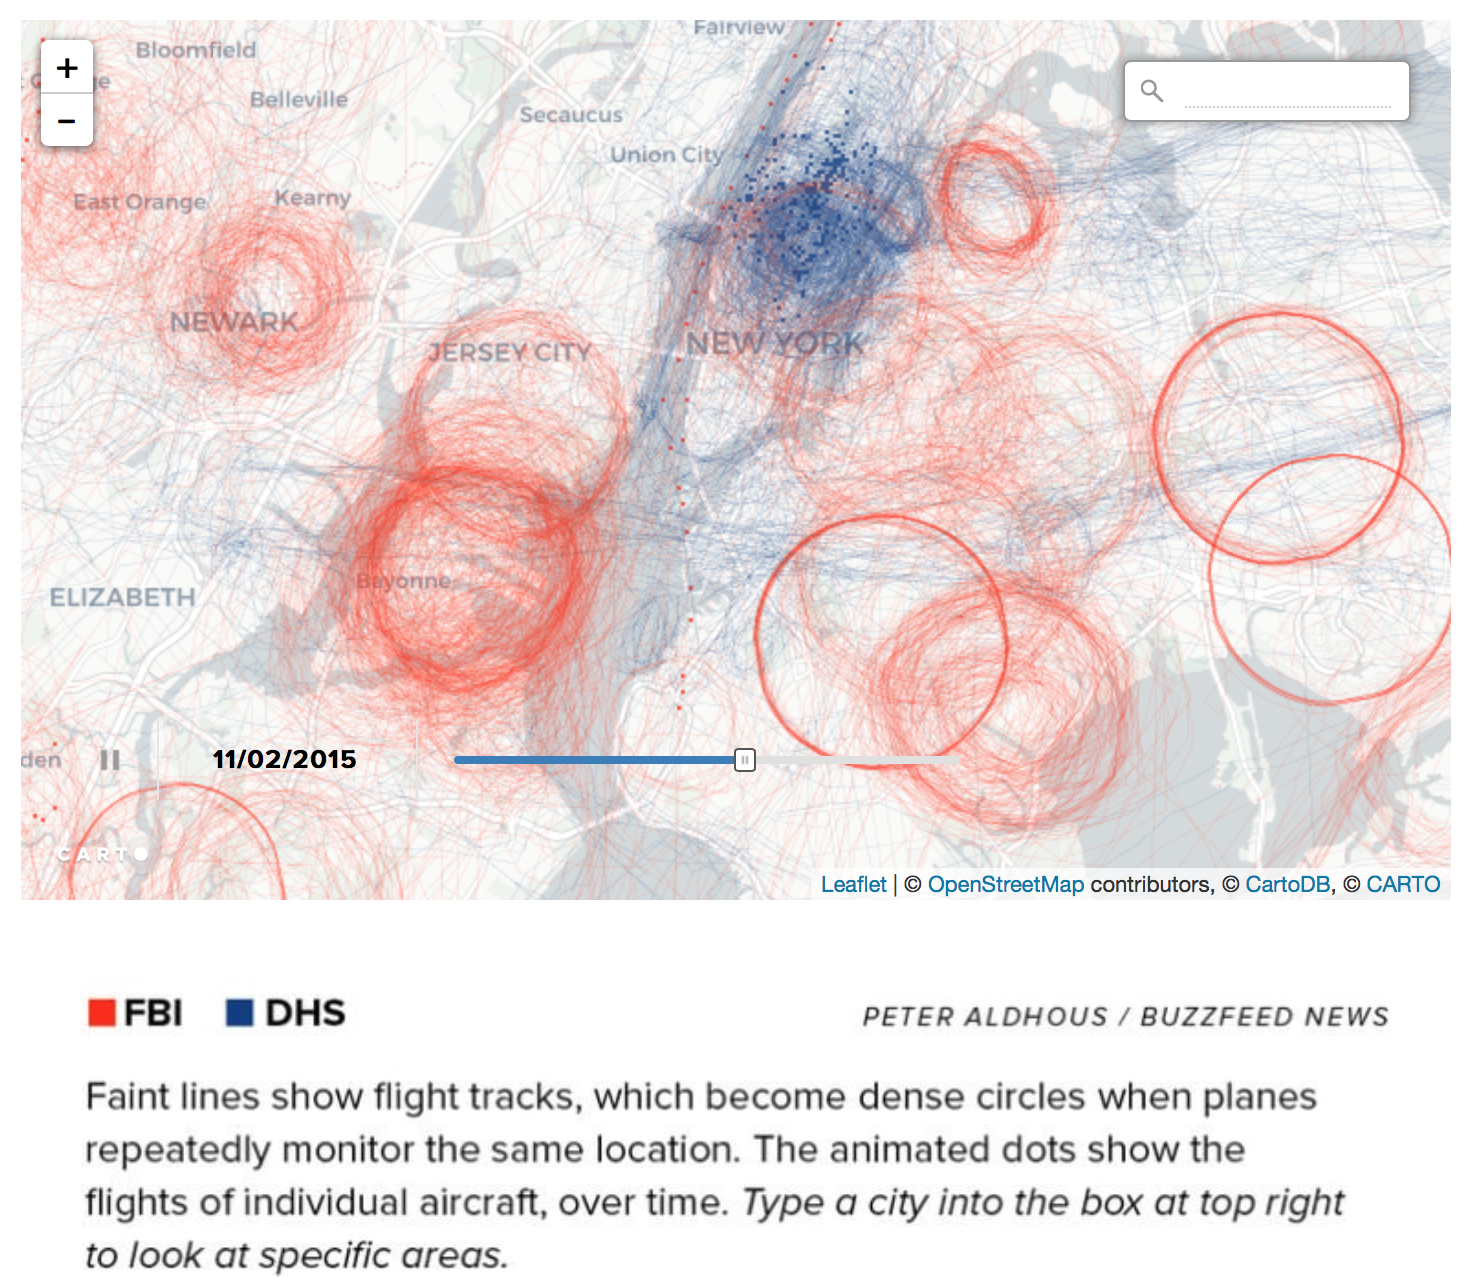 Fairview
+
Bloomfield
ge
Belleville
−
Secaucus
Union City
East Orange
Kearny
NEWARK
JERSEY CITY
NEW YORK
Bayonne
ELIZABETH
den
11/02/2015
CARTO
Leaflet | © OpenStreetMap contributors, © CartoDB, © CARTO
FBI DHS
PETER ALDHOUS / BUZZFEED NEWS
Faint lines show flight tracks, which become dense circles when planes
repeatedly monitor the same location. The animated dots show the
flights of individual aircraft, over time. Type a city into the box at top right
to look at specific areas.